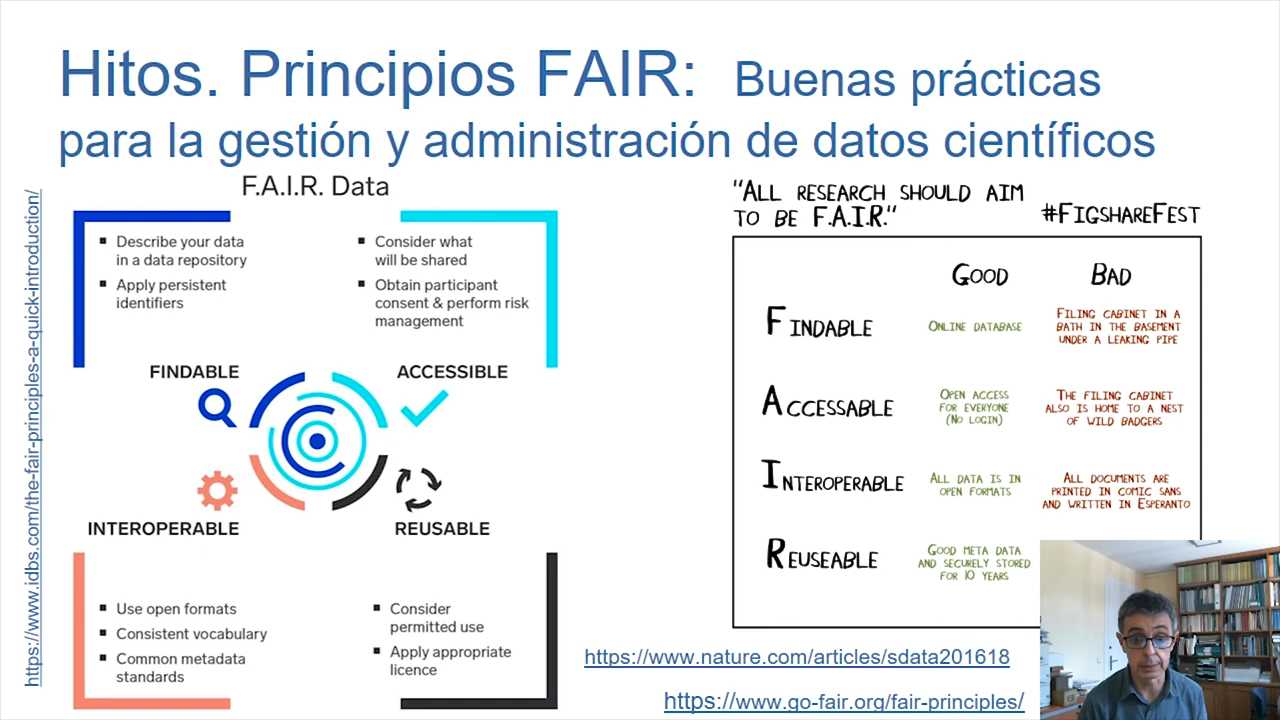 Hitos. Principios FAIR: Buenas prácticas
para la gestión y administración de datos científicos
https://www.idbs.com/the-fair-principles-a-quick-introduction/
F.A.I.R. Data
Describe your data
in a data repository
Apply persistent
identifiers
Consider what
will be shared
Obtain participant
consent & perform risk
management
FINDABLE
ACCESSIBLE
INTEROPERABLE
REUSABLE
Use open formats
Consistent vocabulary
Common metadata
standards
Consider
permitted use
Apply appropriate
licence
"ALL RESEARCH SHOULD AIM
TO BE F.A.I.R."
#FIGSHAREFEST
GOOD
BAD
FINDABLE
ONLINE DATABASE
FILING CABINET IN A
BATH IN THE BASEMENT
UNDER A LEAKING PIPE
ACCESSABLE
OPEN ACCESS
FOR EVERYONE
(NO LOGIN)
THE FILING CABINET
ALSO IS HOME TO A NEST
OF WILD BADGERS
INTEROPERABLE
ALL DATA IS IN
OPEN FORMATS
ALL DOCUMENTS ARE
PRINTED IN COMIC SANS
AND WRITTEN IN ESPERANTO
REUSEABLE
GOOD META DATA
AND SECURELY STORED
FOR 10 YEARS
https://www.nature.com/articles/sdata201618
https://www.go-fair.org/fair-principles/